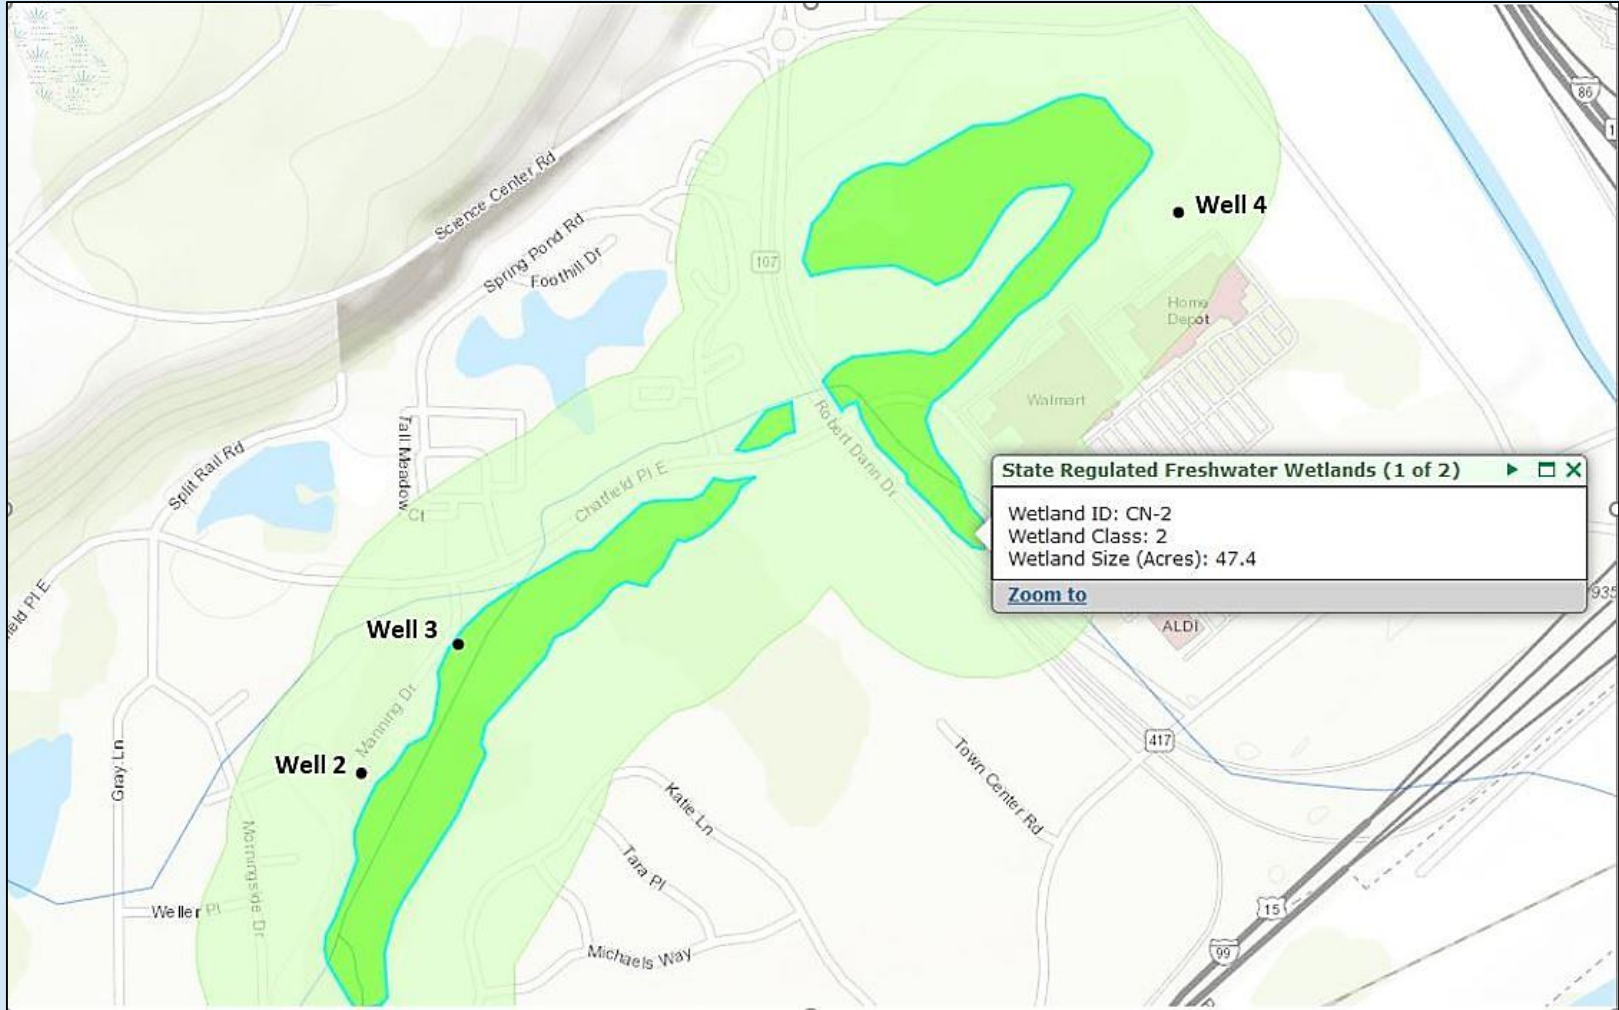 86
1
Science Center Rd
Spring Pond Rd
Foothill Dr
Well 4
107
Home
Depot
Walmart
Robert Dann Dr
Tall Meadow
Ct
Split Rail Rd
Chatfield Pl E
State Regulated Freshwater Wetlands (1 of 2)
Wetland ID: CN-2
Wetland Class: 2
Wetland Size (Acres): 47.4
Zoom to
935
ield Pl E
ALDI
Well 3
Manning Dr
Gray Ln
417
Town Center Rd
Well 2
Katie Ln
Morningside Dr
Tara Pl
Weller Pl
15
Michaels Way
99